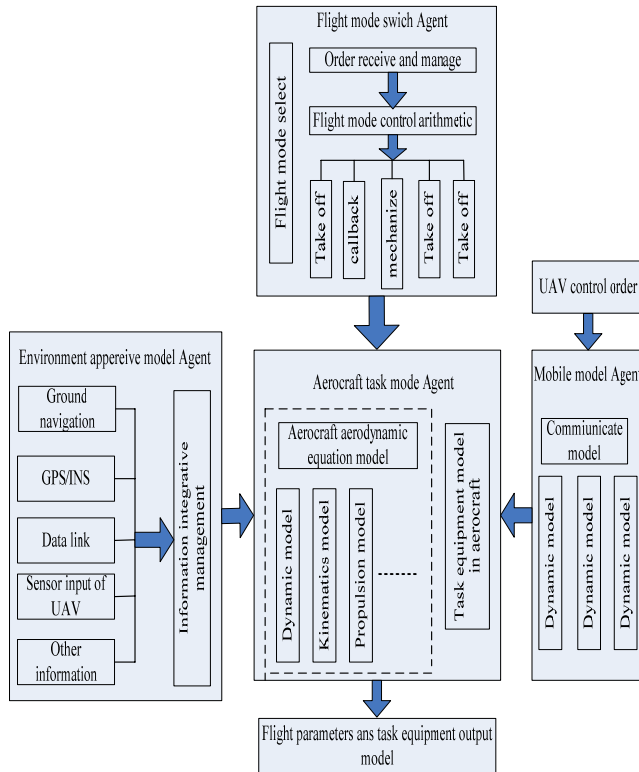 Flight mode swich Agent
Flight mode select
Order receive and manage
Flight mode control arithmetic
Take off
callback
mechanize
Take off
Take off
UAV control order
Environment appereive model Agent
Ground
navigation
GPS/INS
Data link
Sensor input of
UAV
Other
information
Information integrative
management
Aerocraft task mode Agent
Aerocraft aerodynamic
equation model
Dynamic model
Kinematics model
Propulsion model
Task equipment model
in aerocraft
Mobile model Agent
Commiunicate
model
Dynamic model
Dynamic model
Dynamic model
Flight parameters ans task equipment output
model